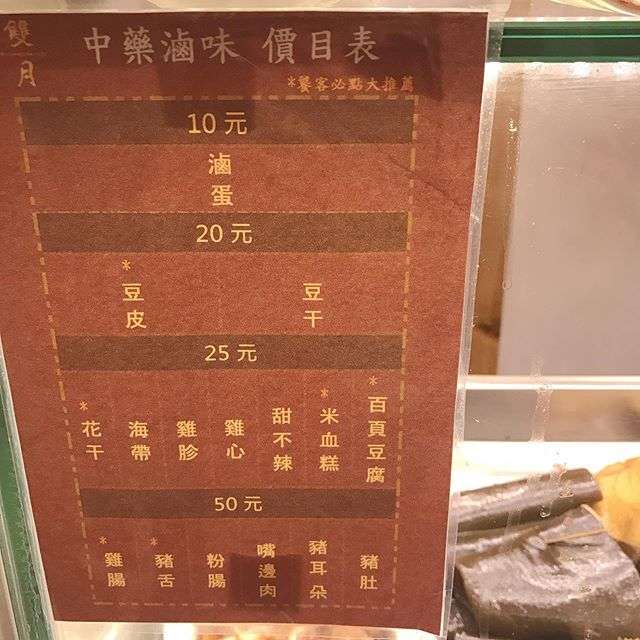 雙月
中藥滷味 價目表
*饕客必點大推薦
10元
滷蛋
20元
*豆皮
豆干
25元
*花干
海帶
雞胗
雞心
甜不辣
*米血糕
*百頁豆腐
50元
*雞腸
*豬舌
粉腸
嘴邊肉
豬耳朵
豬肚